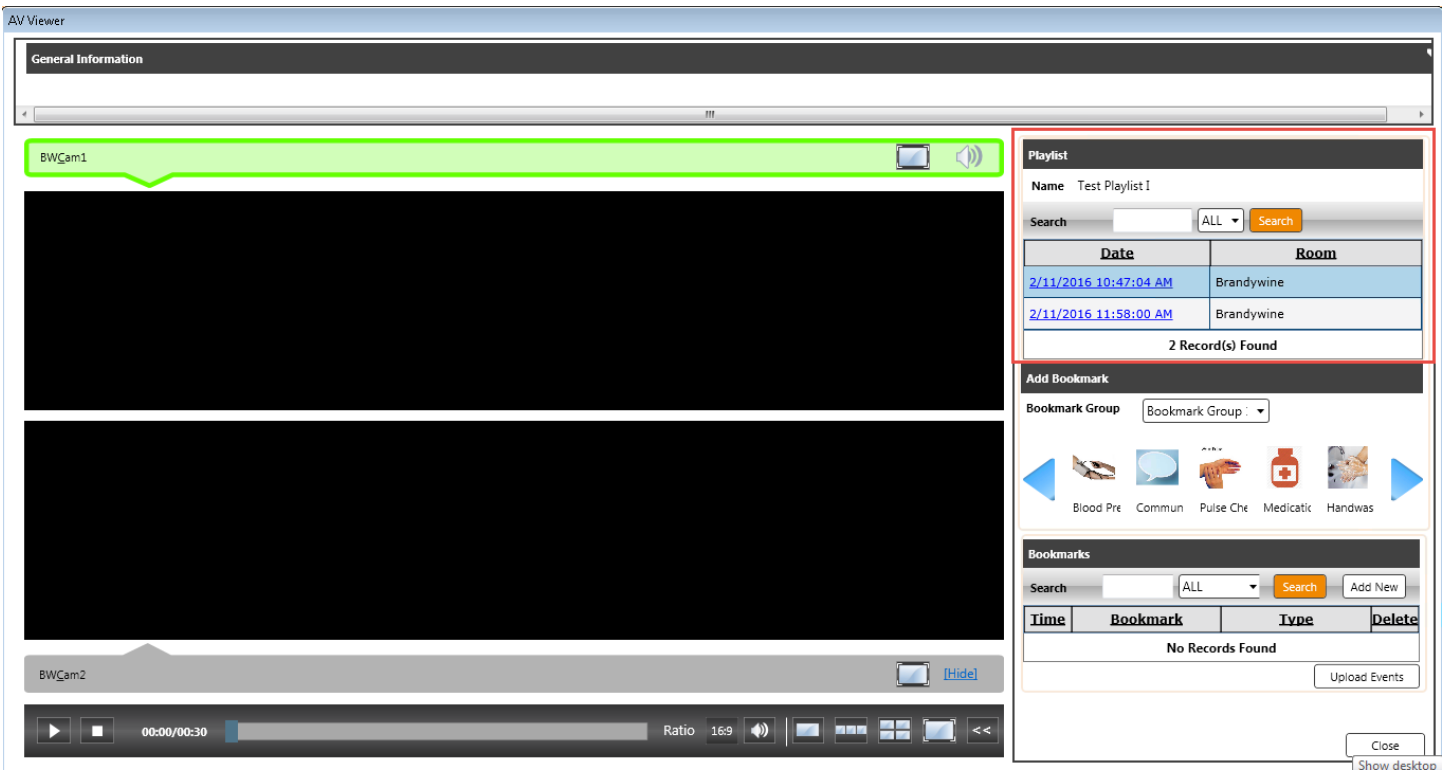 AV Viewer
General Information
BWCam1
Playlist
Name Test Playlist I
Search ALL Search
Date Room
2/11/2016 10:47:04 AM Brandywine
2/11/2016 11:58:00 AM Brandywine
2 Record(s) Found
Add Bookmark
Bookmark Group Bookmark Group
Blood Pre Commun Pulse Che Medicatic Handwas
Bookmarks
Search ALL Search Add New
Time Bookmark Type Delete
No Records Found
Upload Events
BWCam2 [Hide]
00:00/00:30 Ratio 16:9 <<
Close
Show desktop